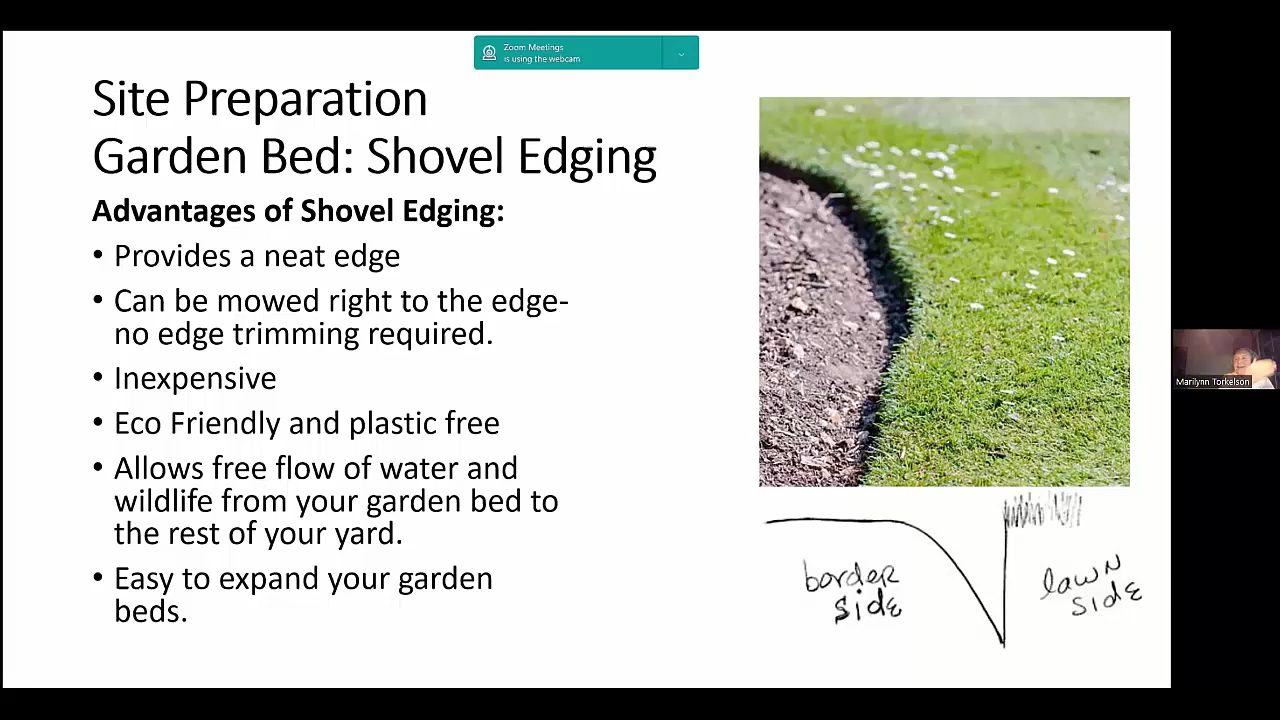 Zoom Meetings
is using the webcam
Site Preparation
Garden Bed: Shovel Edging
Advantages of Shovel Edging:
• Provides a neat edge
• Can be mowed right to the edge-
no edge trimming required.
• Inexpensive
• Eco Friendly and plastic free
• Allows free flow of water and
wildlife from your garden bed to
the rest of your yard.
• Easy to expand your garden
beds.
border
side
lawn
side
Marilynn Torkelson